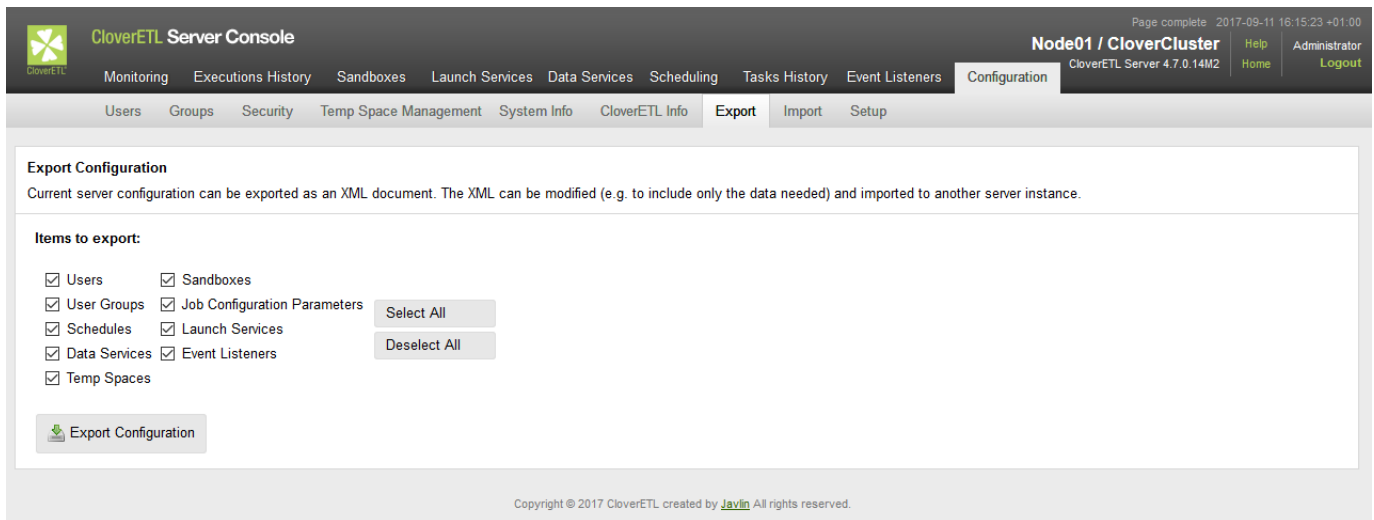 Page complete 2017-09-11 16:15:23 +01:00
CloverETL Server Console
Node01 / CloverCluster Help Administrator
CloverETL Server 4.7.0.14M2 Home Logout
CloverETL
Monitoring Executions History Sandboxes Launch Services Data Services Scheduling Tasks History Event Listeners Configuration
Users Groups Security Temp Space Management System Info CloverETL Info Export Import Setup
Export Configuration
Current server configuration can be exported as an XML document. The XML can be modified (e.g. to include only the data needed) and imported to another server instance.
Items to export:
Users Sandboxes
User Groups Job Configuration Parameters
Select All
Schedules Launch Services
Deselect All
Data Services Event Listeners
Temp Spaces
Export Configuration
Copyright © 2017 CloverETL created by Javlin All rights reserved.